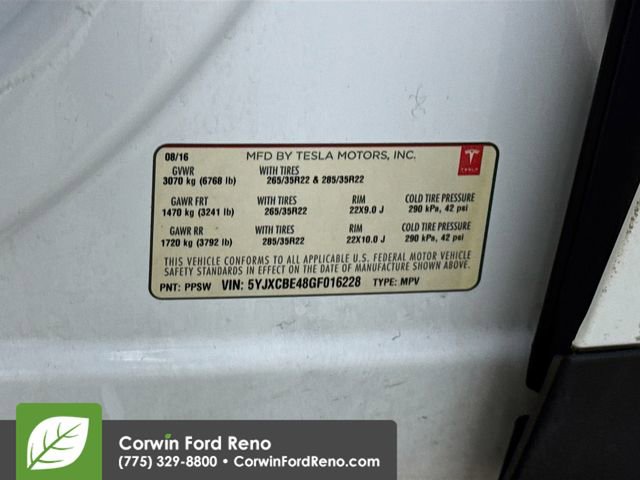 08/16 MFD BY TESLA MOTORS, INC.
TESLA
GVWR WITH TIRES
3070 kg (6768 lb) 265/35R22 & 285/35R22
GAWR FRT WITH TIRES RIM COLD TIRE PRESSURE
1470 kg (3241 lb) 265/35R22 22X9.0 J 290 kPa, 42 psi
GAWR RR WITH TIRES RIM COLD TIRE PRESSURE
1720 kg (3792 lb) 285/35R22 22X10.0 J 290 kPa, 42 psi
THIS VEHICLE CONFORMS TO ALL APPLICABLE U.S. FEDERAL MOTOR VEHICLE
SAFETY STANDARDS IN EFFECT ON THE DATE OF MANUFACTURE SHOWN ABOVE.
PNT: PPSW VIN: 5YJXCBE48GF016228 TYPE: MPV
Corwin Ford Reno
(775) 329-8800 • CorwinFordReno.com